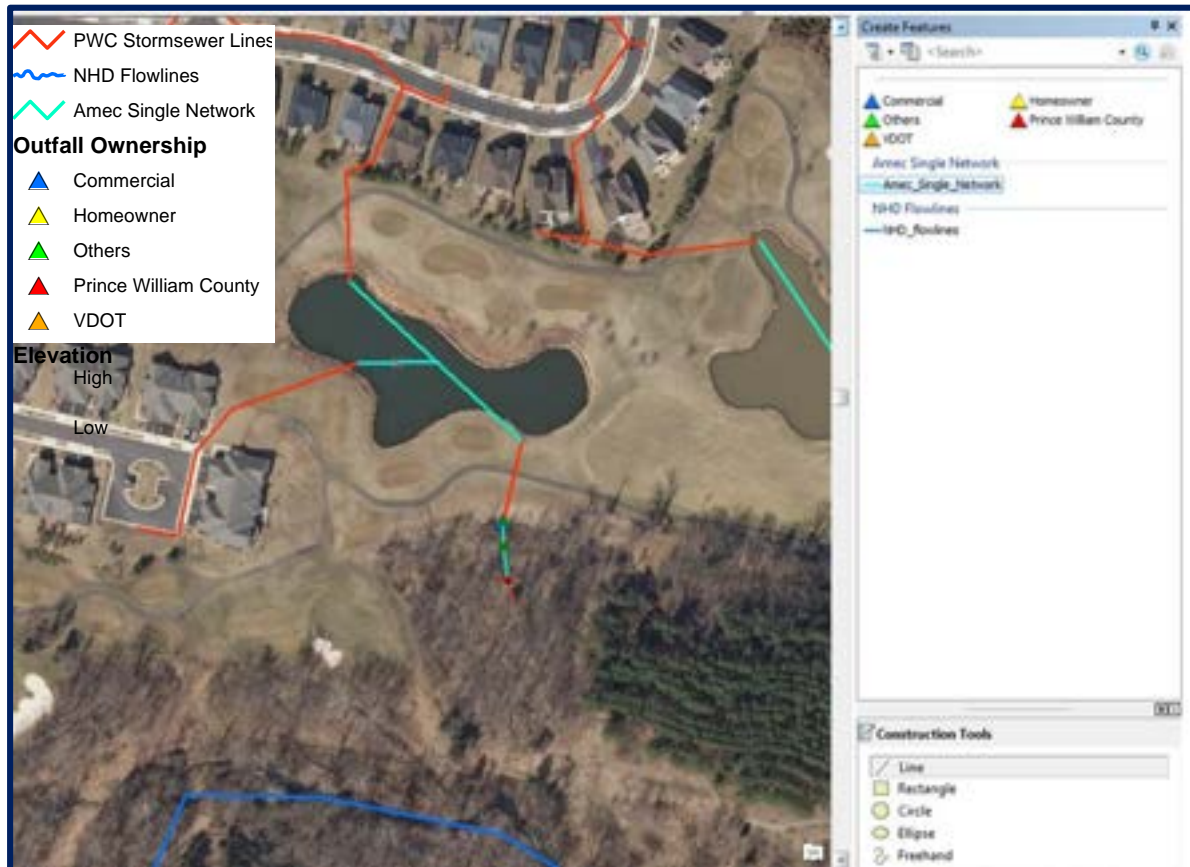 PWC Stormsewer Lines
NHD Flowlines
Amec Single Network
Outfall Ownership
Commercial
Homeowner
Others
Prince William County
VDOT
Elevation
High
Low
Create Features
<Search>
Commercial
Homeowner
Others
Prince William County
VDOT
Amec Single Network
Amec_Single_Network
NHD Flowlines
NHD_flowlines
Construction Tools
Line
Rectangle
Circle
Ellipse
Freehand